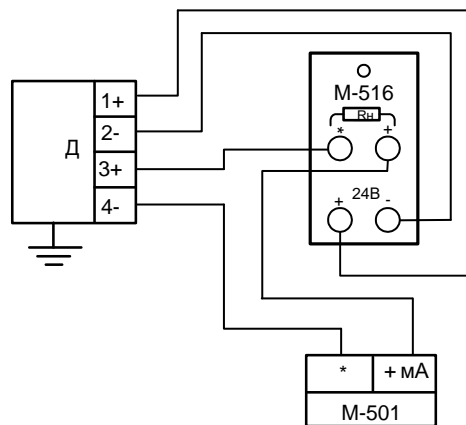 Д
1+
2-
3+
4-
М-516
Rн
* +
+ 24В -
* + мА
М-501